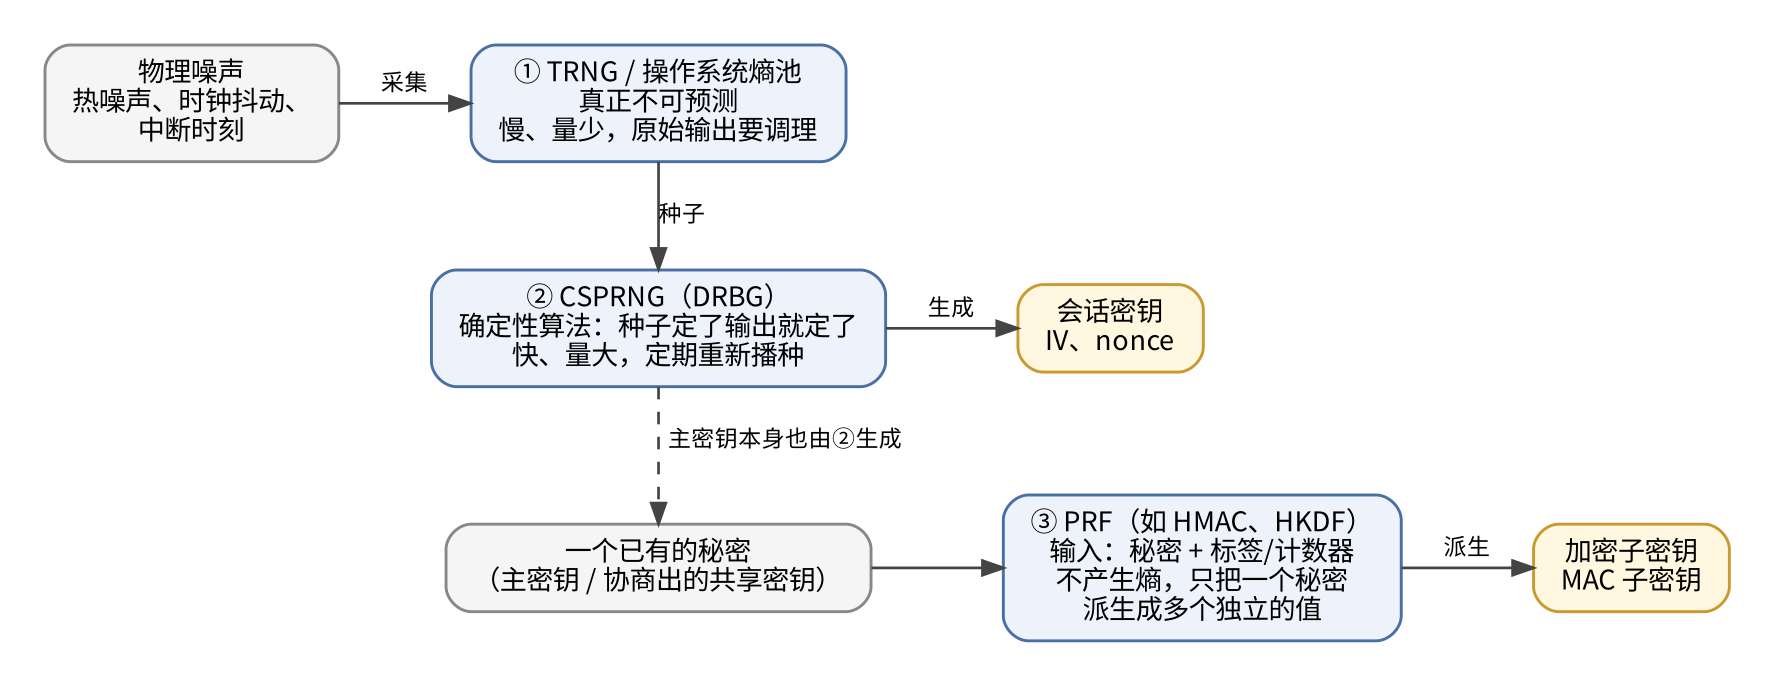 物理噪声
热噪声、时钟抖动、
中断时刻
采集
① TRNG / 操作系统熵池
真正不可预测
慢、量少，原始输出要调理
种子
② CSPRNG（DRBG）
确定性算法：种子定了输出就定了
快、量大，定期重新播种
生成
会话密钥
IV、nonce
主密钥本身也由②生成
一个已有的秘密
（主密钥 / 协商出的共享密钥）
③ PRF（如 HMAC、HKDF）
输入：秘密 + 标签/计数器
不产生熵，只把一个秘密
派生成多个独立的值
派生
加密子密钥
MAC 子密钥